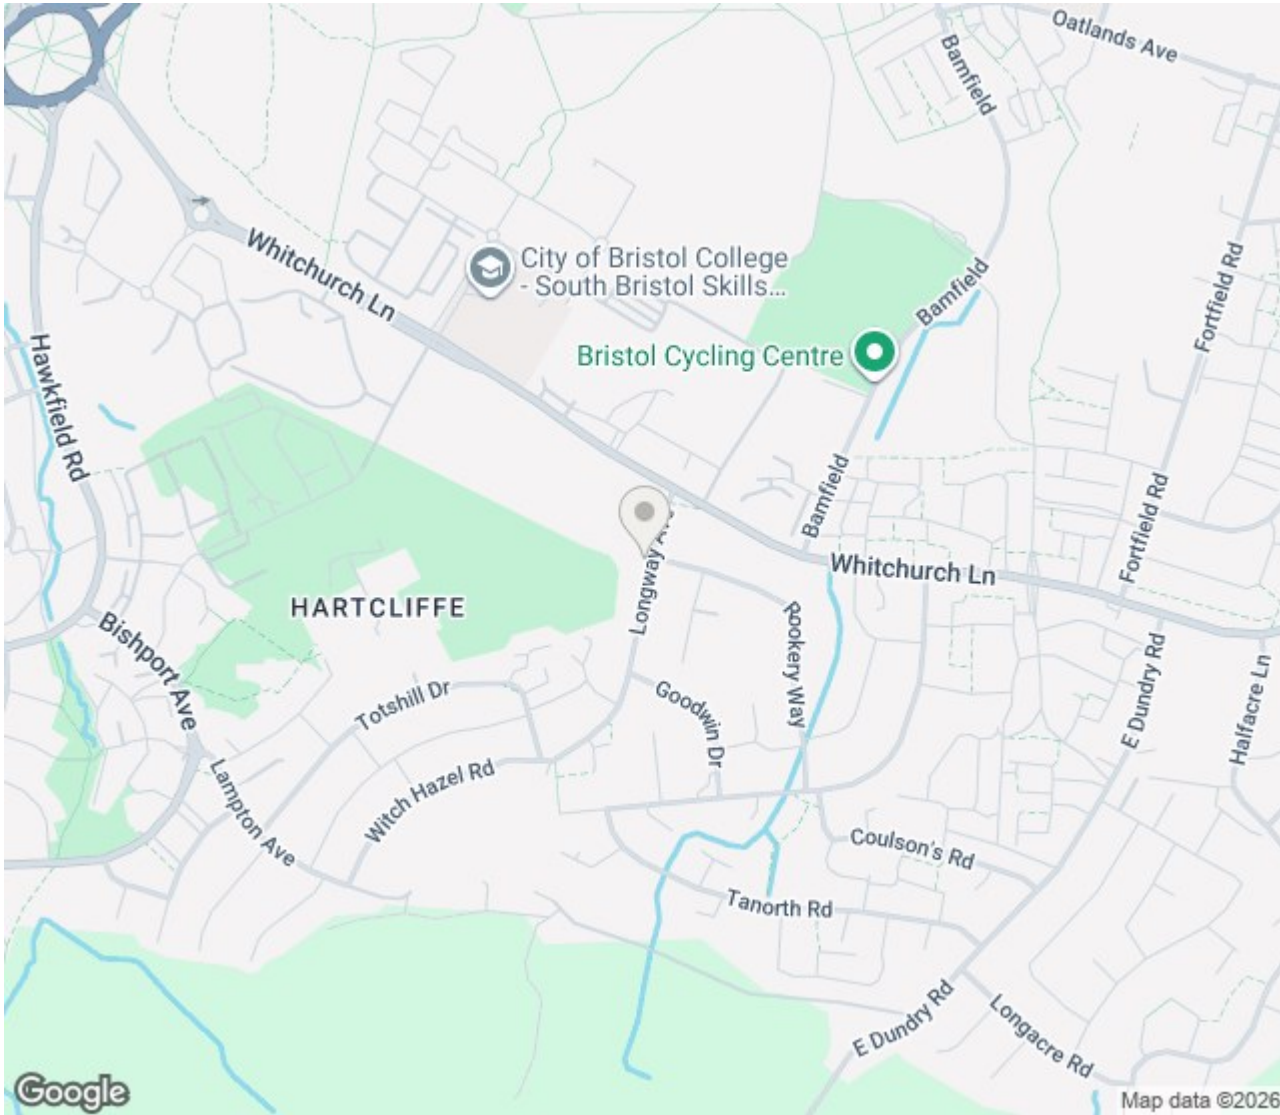 Oatlands Ave
Bamfield
Whitchurch Ln
City of Bristol College
- South Bristol Skills...
Bamfield
Fortfield Rd
Bristol Cycling Centre
Hawkfield Rd
Bamfield
Fortfield Rd
Longway Ave
Whitchurch Ln
HARTCLIFFE
Rookery Way
Bishport Ave
E Dundry Rd
Halfacre Ln
Totshill Dr
Goodwin Dr
Witch Hazel Rd
Lampton Ave
Coulson's Rd
Tanorth Rd
E Dundry Rd
Longacre Rd
Google
Map data ©2026